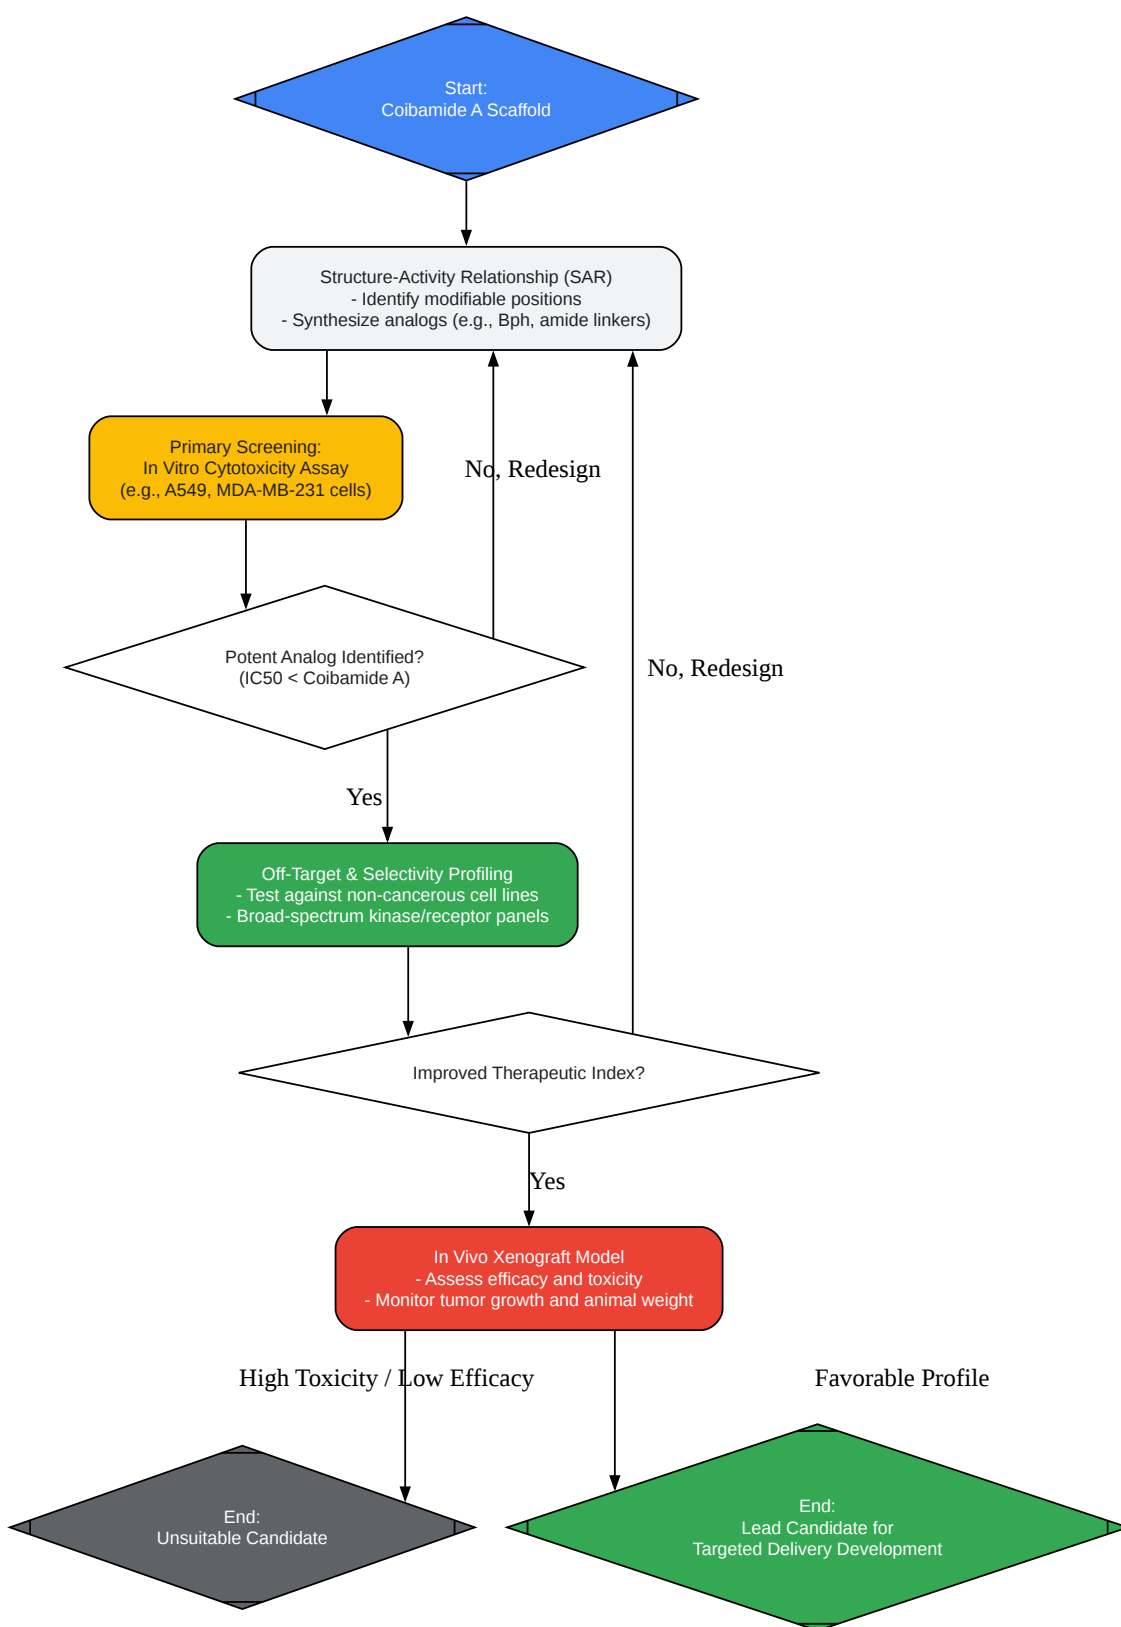 Start:
Coibamide A Scaffold
Structure-Activity Relationship (SAR)
- Identify modifiable positions
- Synthesize analogs (e.g., Bph, amide linkers)
Primary Screening:
In Vitro Cytotoxicity Assay
(e.g., A549, MDA-MB-231 cells)
No, Redesign
Potent Analog Identified?
(IC50 < Coibamide A)
No, Redesign
Yes
Off-Target & Selectivity Profiling
- Test against non-cancerous cell lines
- Broad-spectrum kinase/receptor panels
Improved Therapeutic Index?
Yes
In Vivo Xenograft Model
- Assess efficacy and toxicity
- Monitor tumor growth and animal weight
High Toxicity / Low Efficacy
Favorable Profile
End:
Unsuitable Candidate
End:
Lead Candidate for
Targeted Delivery Development